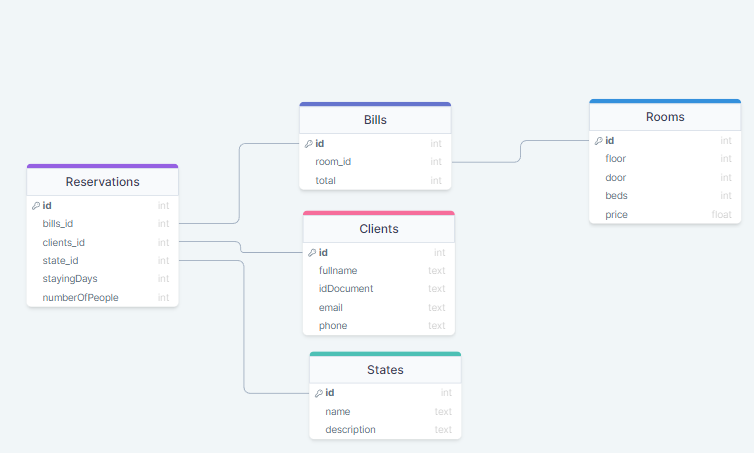 Reservations
id int
bills_id int
clients_id int
state_id int
stayingDays int
numberOfPeople int
Bills
id int
room_id int
total int
Clients
id int
fullname text
idDocument text
email text
phone text
States
id int
name text
description text
Rooms
id int
floor int
door int
beds int
price float